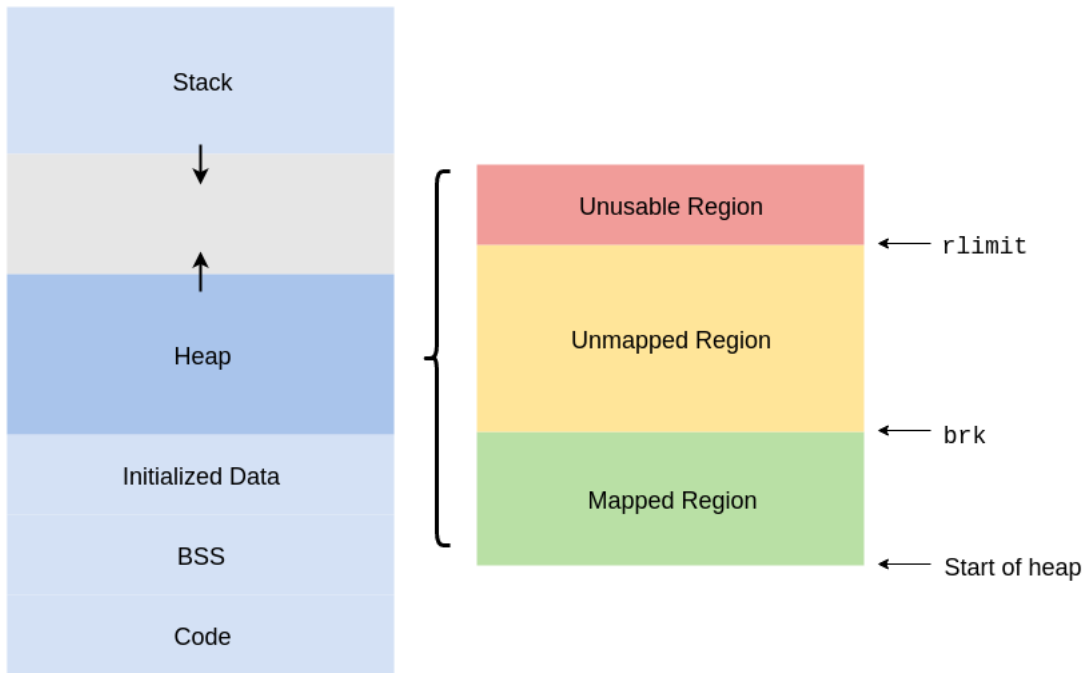 Stack
Heap
Initialized Data
BSS
Code
Unusable Region
Unmapped Region
Mapped Region
rlimit
brk
Start of heap